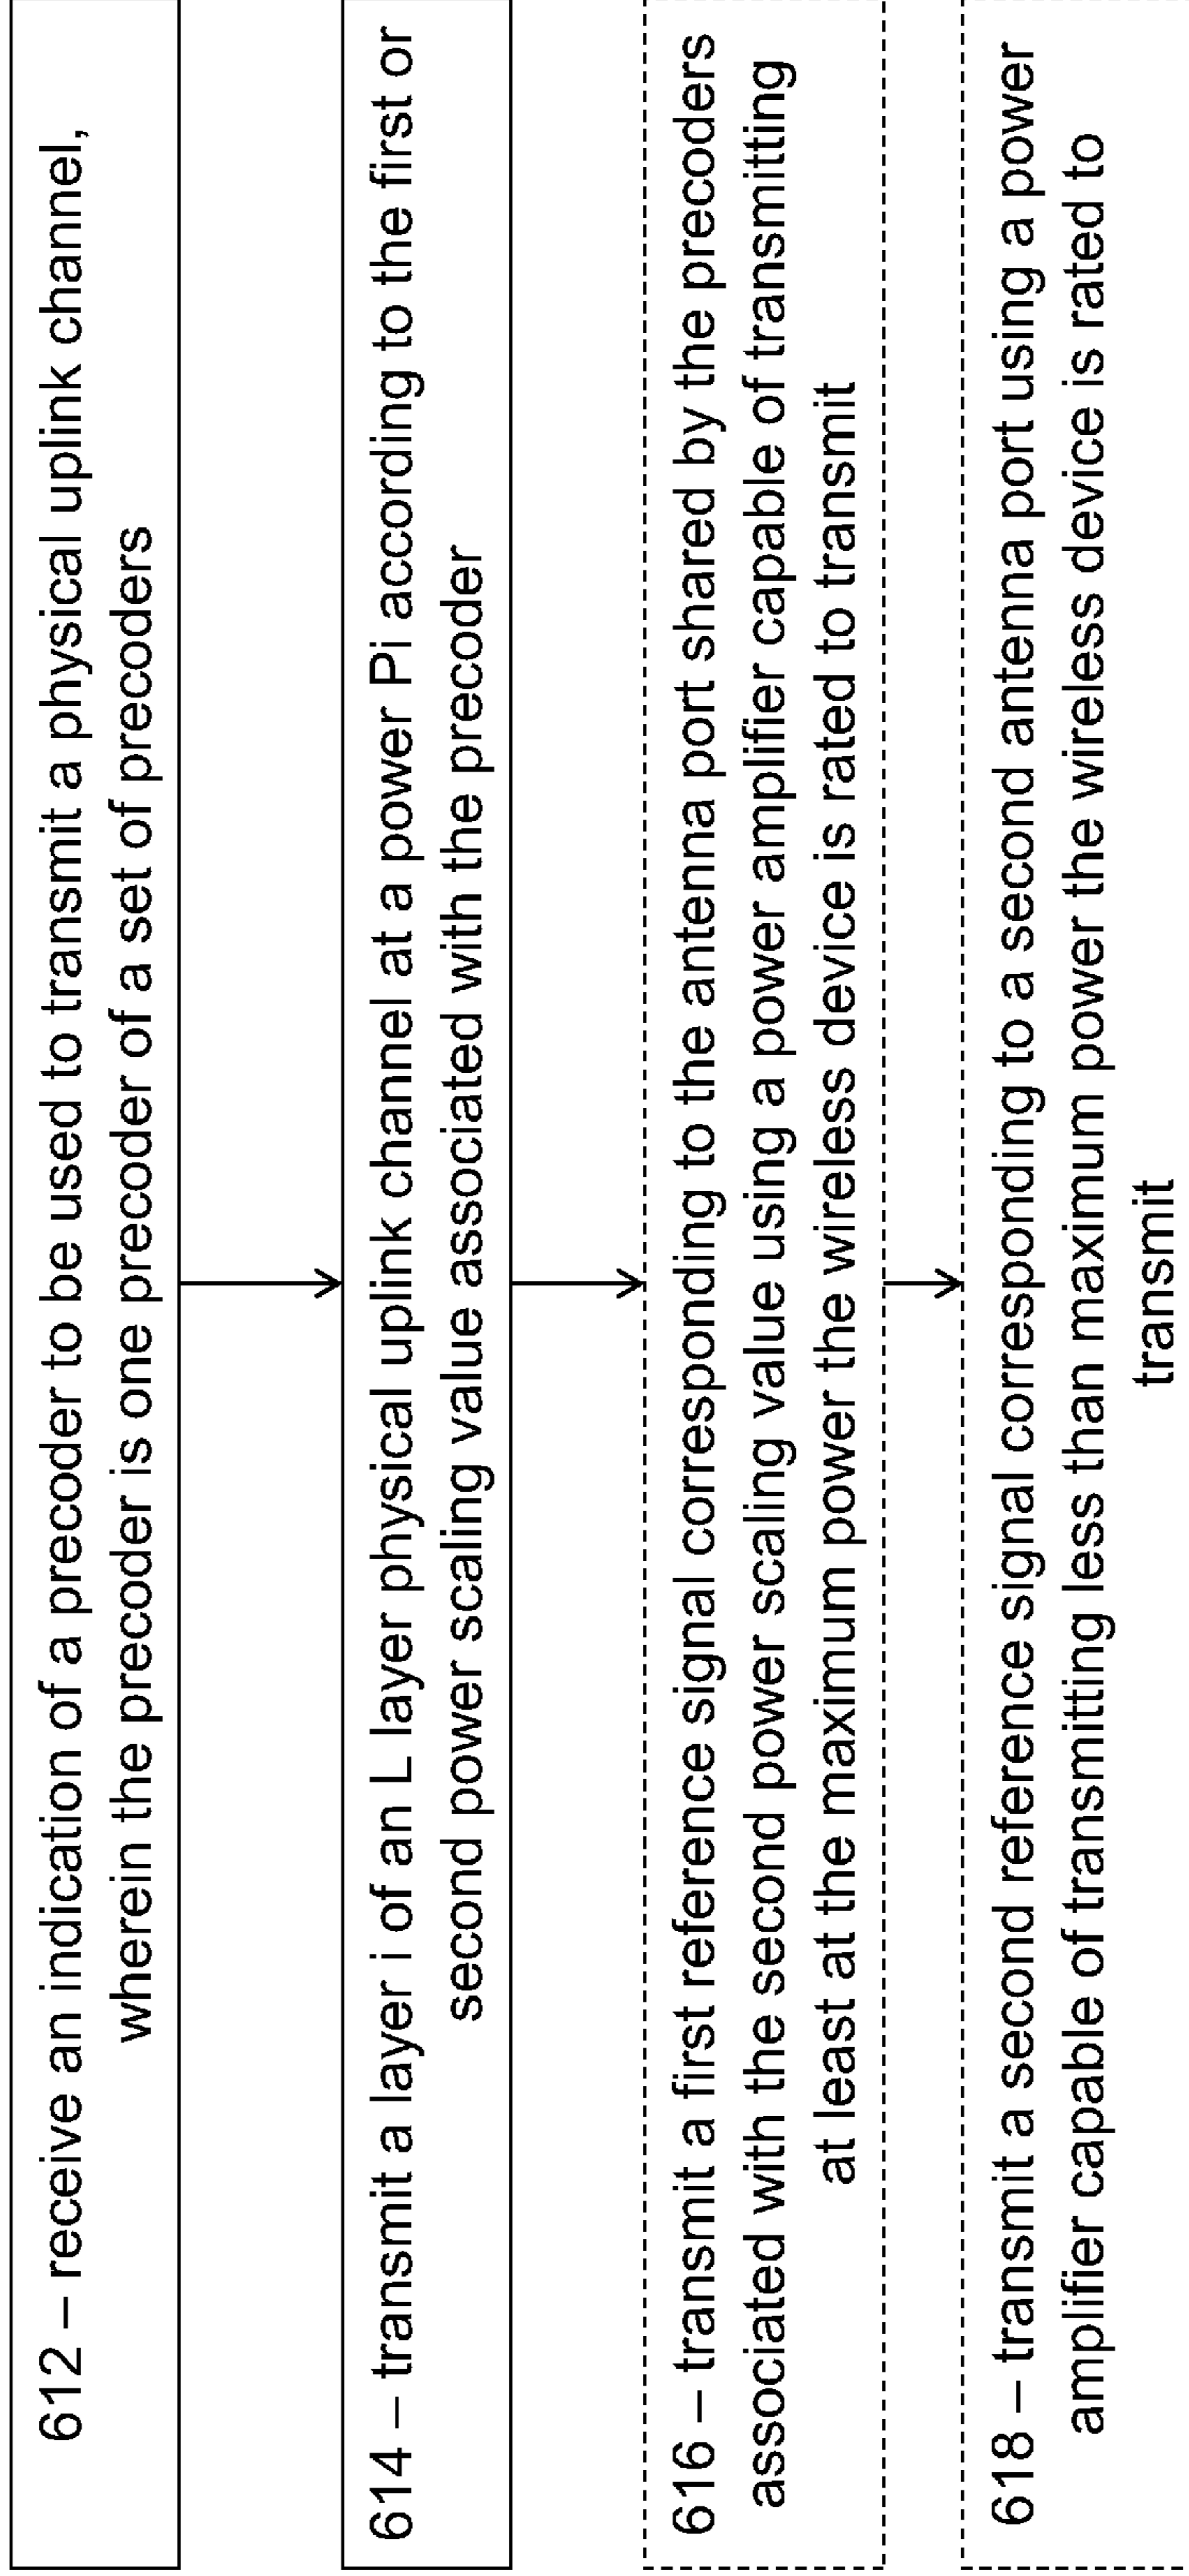 612 – receive an indication of a precoder to be used to transmit a physical uplink channel,
wherein the precoder is one precoder of a set of precoders
614 – transmit a layer i of an L layer physical uplink channel at a power Pi according to the first or
second power scaling value associated with the precoder
616 – transmit a first reference signal corresponding to the antenna port shared by the precoders
associated with the second power scaling value using a power amplifier capable of transmitting
at least at the maximum power the wireless device is rated to transmit
618 – transmit a second reference signal corresponding to a second antenna port using a power
amplifier capable of transmitting less than maximum power the wireless device is rated to
transmit